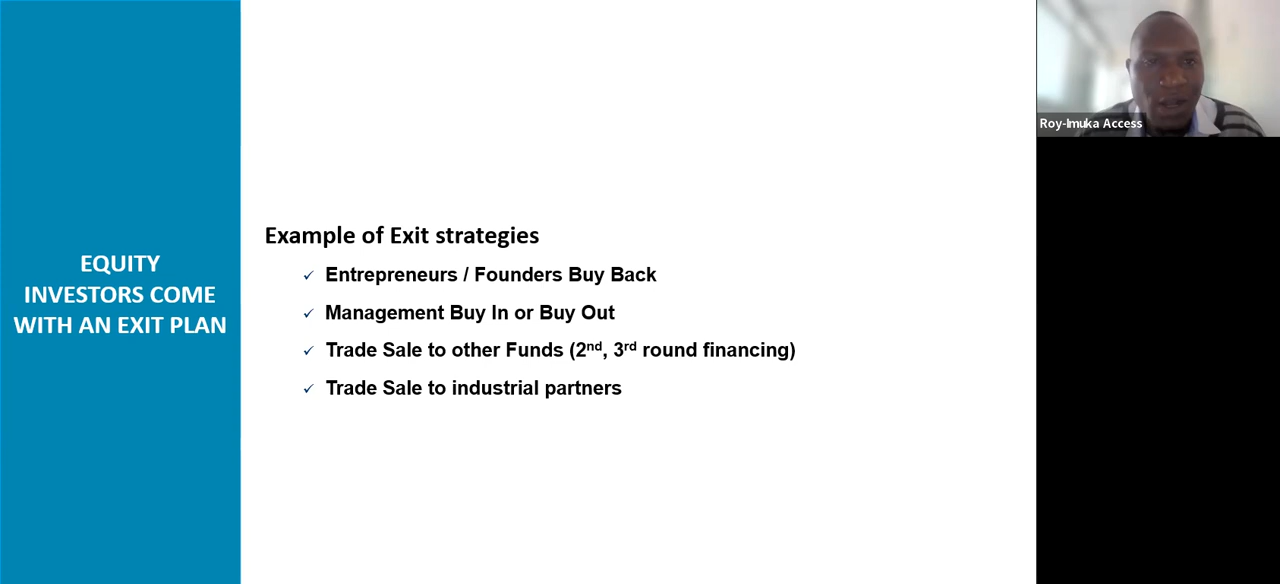 EQUITY
INVESTORS COME
WITH AN EXIT PLAN
Example of Exit strategies
✓ Entrepreneurs / Founders Buy Back
✓ Management Buy In or Buy Out
✓ Trade Sale to other Funds (2nd, 3rd round financing)
✓ Trade Sale to industrial partners
Roy-Imuka Access